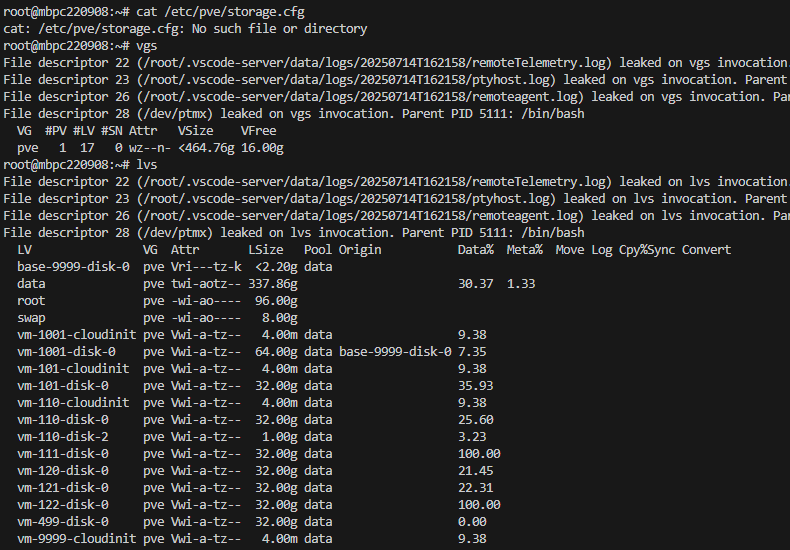 root@mbpc220908:~# cat /etc/pve/storage.cfg
cat: /etc/pve/storage.cfg: No such file or directory
root@mbpc220908:~# vgs
File descriptor 22 (/root/.vscode-server/data/logs/20250714T162158/remoteTelemetry.log) leaked on vgs invocation.
File descriptor 23 (/root/.vscode-server/data/logs/20250714T162158/ptyhost.log) leaked on vgs invocation. Parent
File descriptor 26 (/root/.vscode-server/data/logs/20250714T162158/remoteagent.log) leaked on vgs invocation. Pa
File descriptor 28 (/dev/ptmx) leaked on vgs invocation. Parent PID 5111: /bin/bash
  VG  #PV #LV #SN Attr   VSize    VFree
  pve   1  17   0 wz--n- <464.76g 16.00g
root@mbpc220908:~# lvs
File descriptor 22 (/root/.vscode-server/data/logs/20250714T162158/remoteTelemetry.log) leaked on lvs invocation.
File descriptor 23 (/root/.vscode-server/data/logs/20250714T162158/ptyhost.log) leaked on lvs invocation. Parent
File descriptor 26 (/root/.vscode-server/data/logs/20250714T162158/remoteagent.log) leaked on lvs invocation. Pa
File descriptor 28 (/dev/ptmx) leaked on lvs invocation. Parent PID 5111: /bin/bash
  LV                VG  Attr       LSize   Pool Origin           Data%  Meta%  Move Log Cpy%Sync Convert
  base-9999-disk-0  pve Vri---tz-k  <2.20g data
  data              pve twi-aotz-- 337.86g                       30.37  1.33
  root              pve -wi-ao----  96.00g
  swap              pve -wi-ao----   8.00g
  vm-1001-cloudinit pve Vwi-a-tz--   4.00m data                  9.38
  vm-1001-disk-0    pve Vwi-a-tz--  64.00g data base-9999-disk-0 7.35
  vm-101-cloudinit  pve Vwi-a-tz--   4.00m data                  9.38
  vm-101-disk-0     pve Vwi-a-tz--  32.00g data                  35.93
  vm-110-cloudinit  pve Vwi-a-tz--   4.00m data                  9.38
  vm-110-disk-0     pve Vwi-a-tz--  32.00g data                  25.60
  vm-110-disk-2     pve Vwi-a-tz--   1.00g data                  3.23
  vm-111-disk-0     pve Vwi-a-tz--  32.00g data                  100.00
  vm-120-disk-0     pve Vwi-a-tz--  32.00g data                  21.45
  vm-121-disk-0     pve Vwi-a-tz--  32.00g data                  22.31
  vm-122-disk-0     pve Vwi-a-tz--  32.00g data                  100.00
  vm-499-disk-0     pve Vwi-a-tz--  32.00g data                  0.00
  vm-9999-cloudinit pve Vwi-a-tz--   4.00m data                  9.38